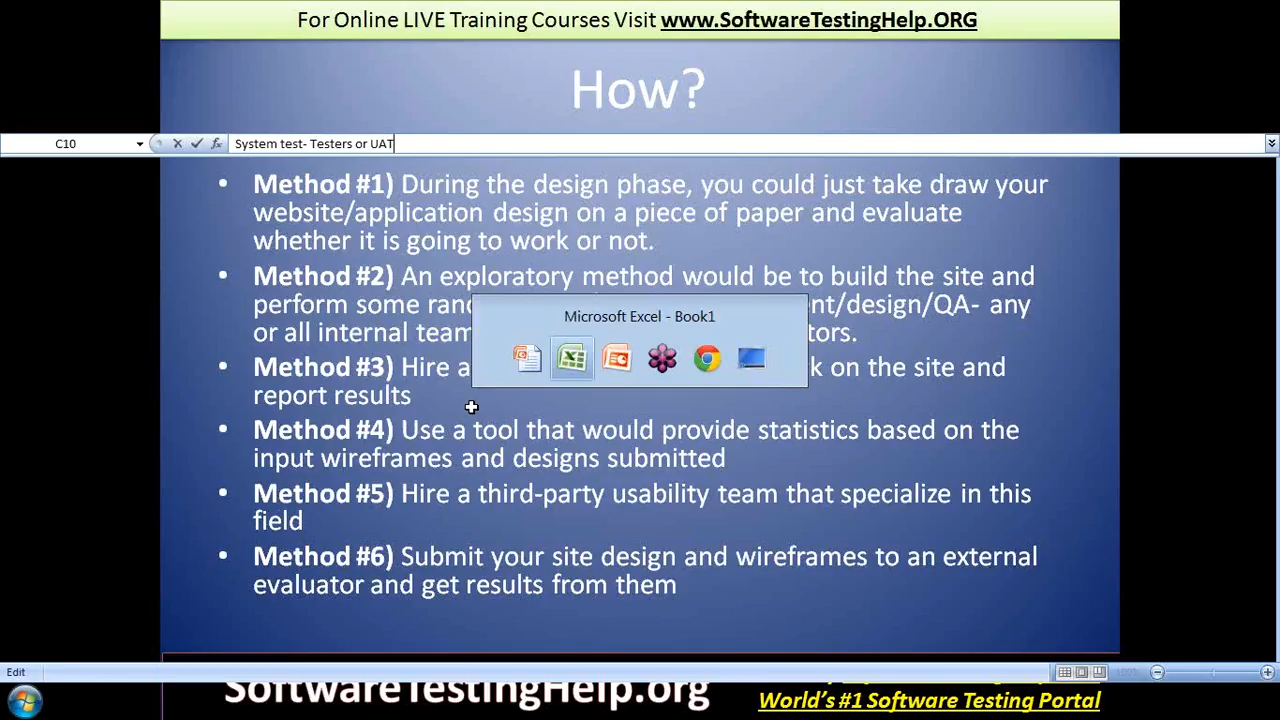 For Online LIVE Training Courses Visit www.SoftwareTestingHelp.ORG
How?
C10
System test- Testers or UAT
• Method #1) During the design phase, you could just take draw your
website/application design on a piece of paper and evaluate
whether it is going to work or not.
• Method #2) An exploratory method would be to build the site and
perform some
ent/design/QA- any
or all internal
Microsoft Excel - Book1
• Method #3) Hire a
on the site and
report results
• Method #4) Use a tool that would provide statistics based on the
input wireframes and designs submitted
• Method #5) Hire a third-party usability team that specialize in this
field
• Method #6) Submit your site design and wireframes to an external
evaluator and get results from them
Edit
SoftwareTestingHelp.org
World's #1 Software Testing Portal